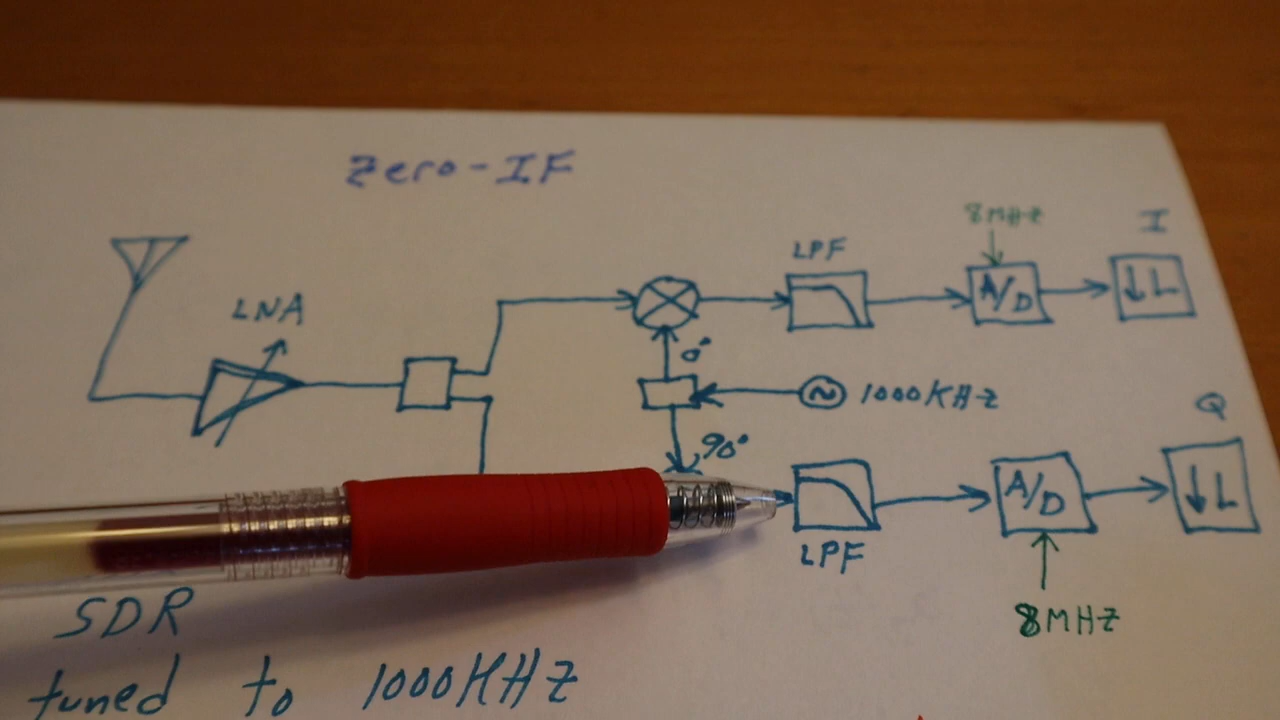 Zero-IF
8MHZ
I
LPF
LNA
A/D
↓L
0°
1000KHZ
Q
90°
A/D
↓L
LPF
8MHZ
SDR
tuned to 1000KHZ